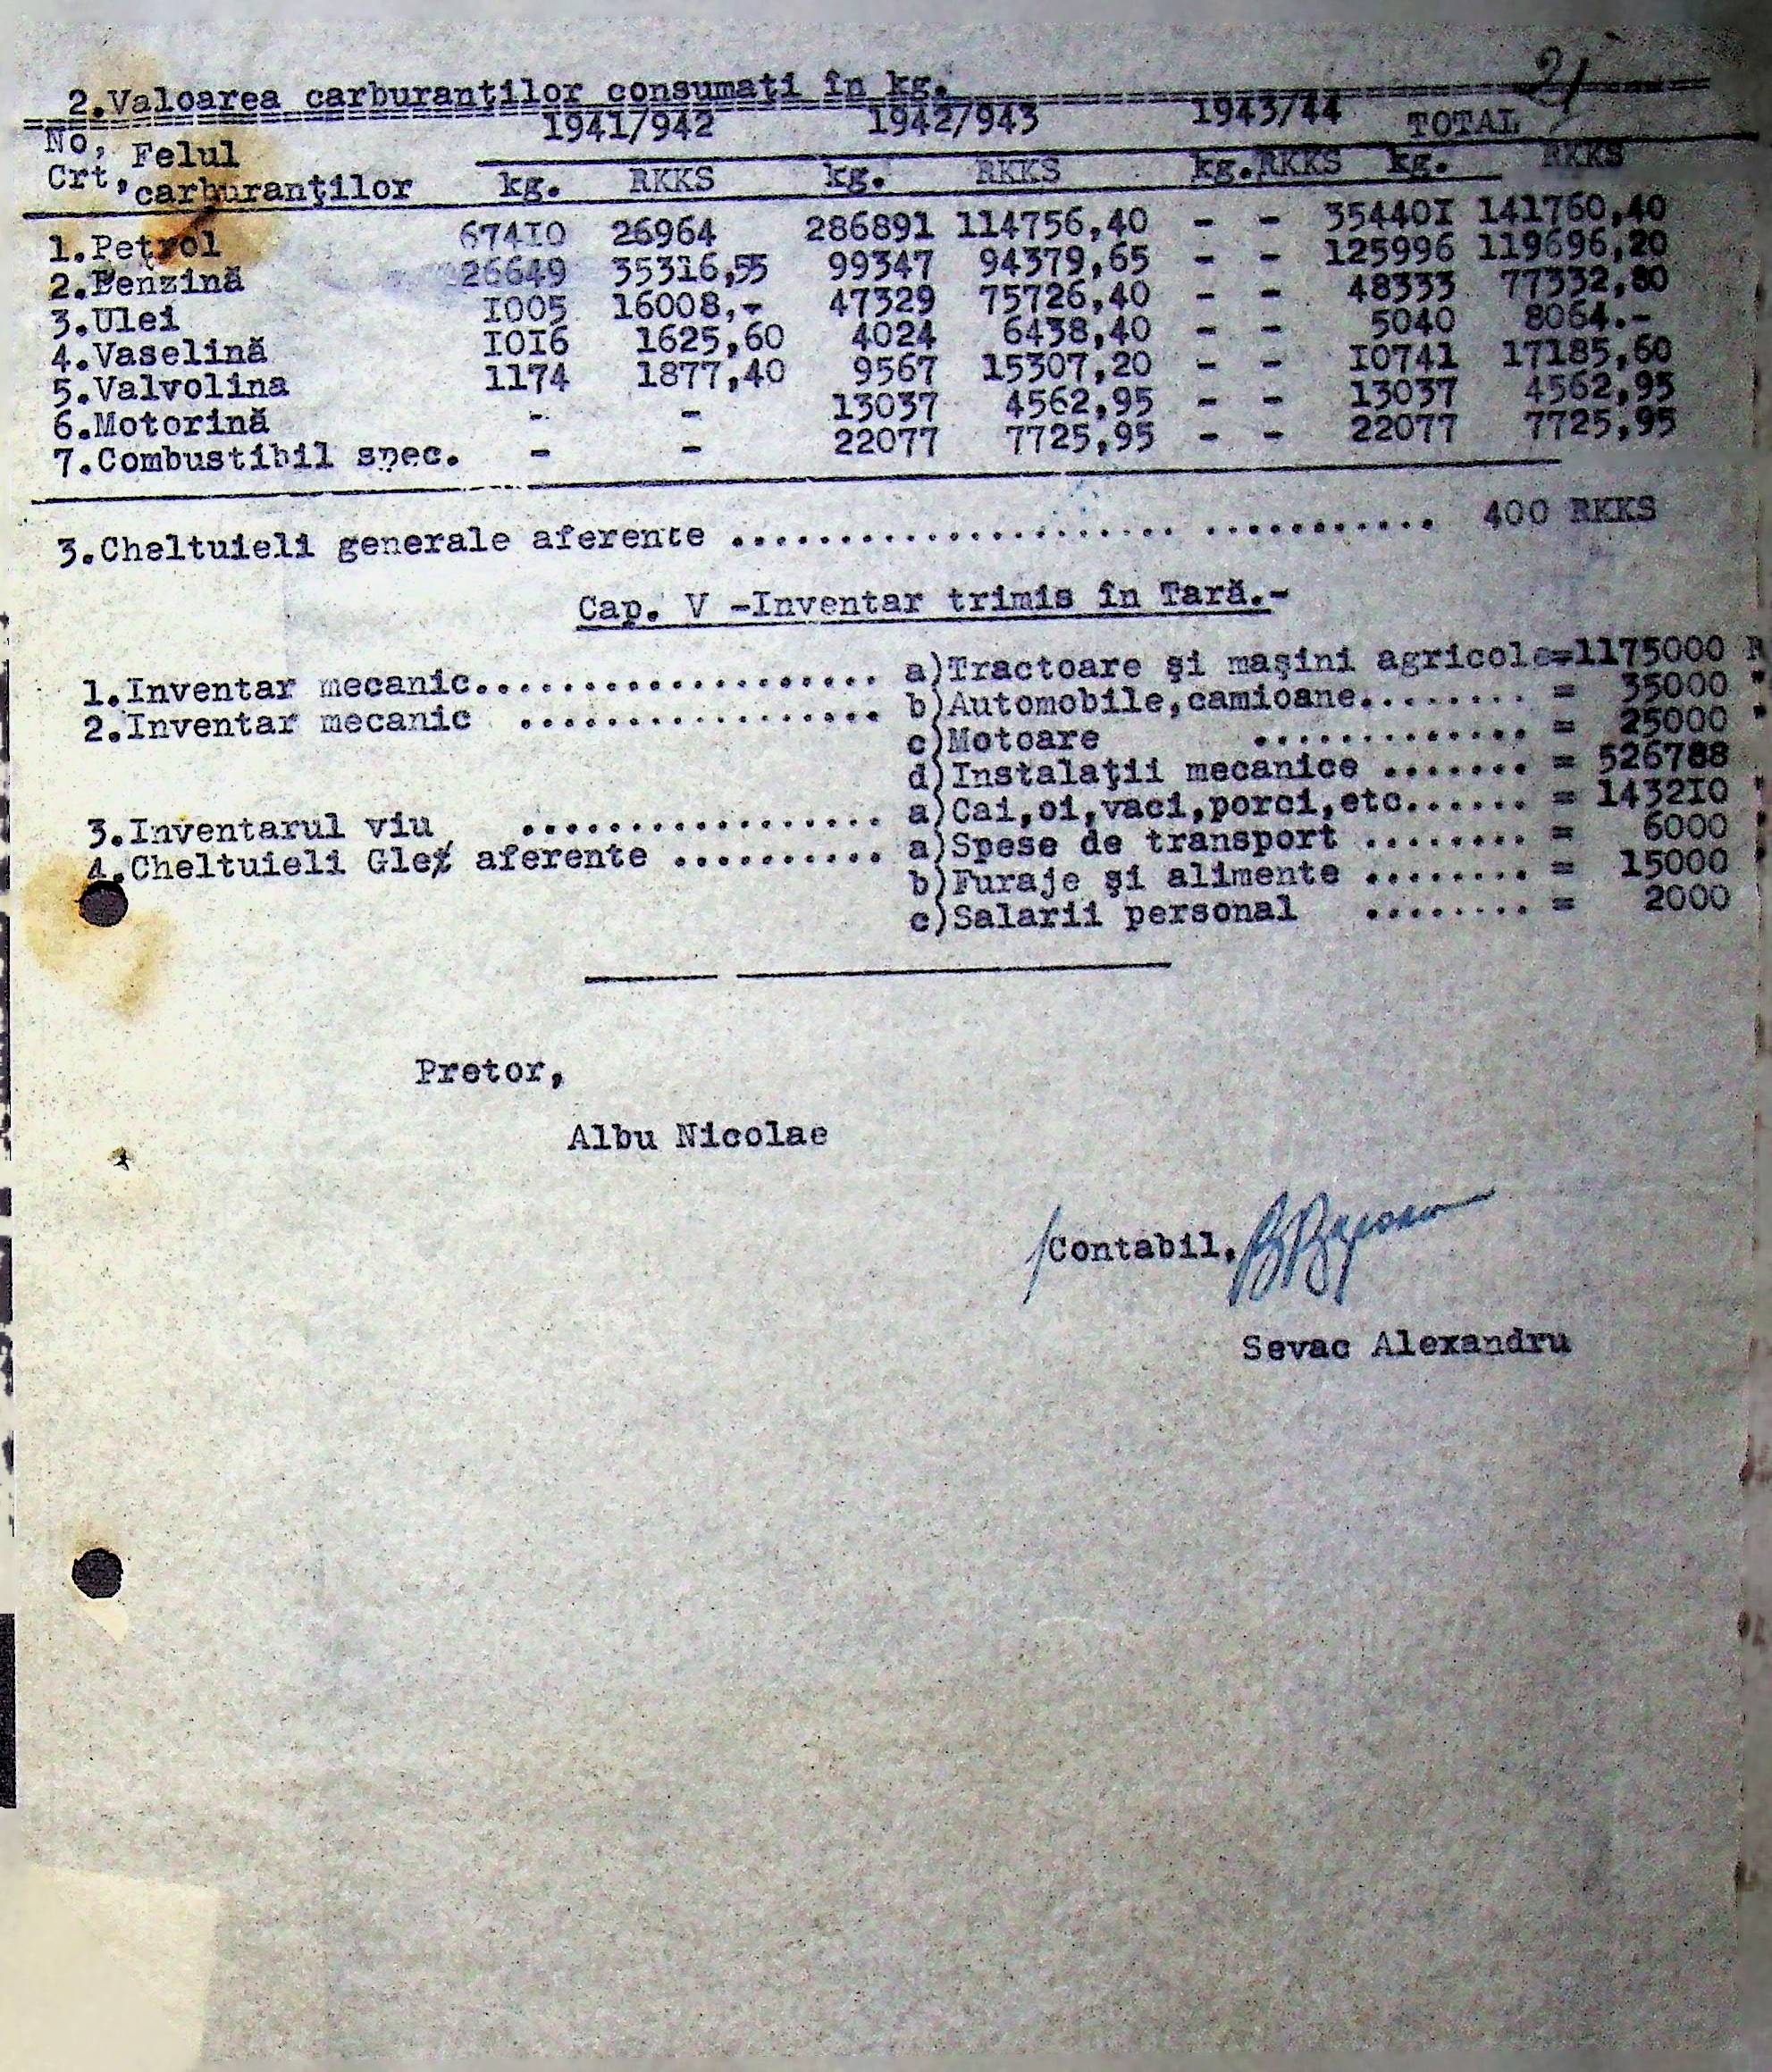 21
2.Valoarea carburanţilor consumaţi în kg.
No, Felul 1941/942 1942/943 1943/44 TOTAL
Crt, carburanţilor kg. RKKS kg. RKKS kg. RKKS kg. RKKS
1.Petrol 674I0 26964 286891 114756,40 - - 35440I 141760,40
2.Benzină 26649 35316,55 99347 94379,65 - - 125996 119696,20
3.Ulei I005 16008,- 47329 75726,40 - - 48333 77332,80
4.Vaselină I0I6 1625,60 4024 6438,40 - - 5040 8064.-
5.Valvolina 1174 1877,40 9567 15307,20 - - I0741 17185,60
6.Motorină - - 13037 4562,95 - - 13037 4562,95
7.Combustibil spec. - - 22077 7725,95 - - 22077 7725,95
3.Cheltuieli generale aferente .................................. 400 RKKS
Cap. V -Inventar trimis în Tară.-
1.Inventar mecanic................... a)Tractoare şi maşini agricole=1175000 R
2.Inventar mecanic ................. b)Automobile,camioane........ = 35000 "
c)Motoare ............. = 25000 "
d)Instalaţii mecanice ....... = 526788
3.Inventarul viu ................. a)Cai,oi,vaci,porci,etc...... = 1432I0 "
4.Cheltuieli Gle aferente .......... a)Spese de transport ........ = 6000 "
b)Furaje şi alimente ........ = 15000 "
c)Salarii personal ........ = 2000
Pretor,
Albu Nicolae
/Contabil.
Sevac Alexandru